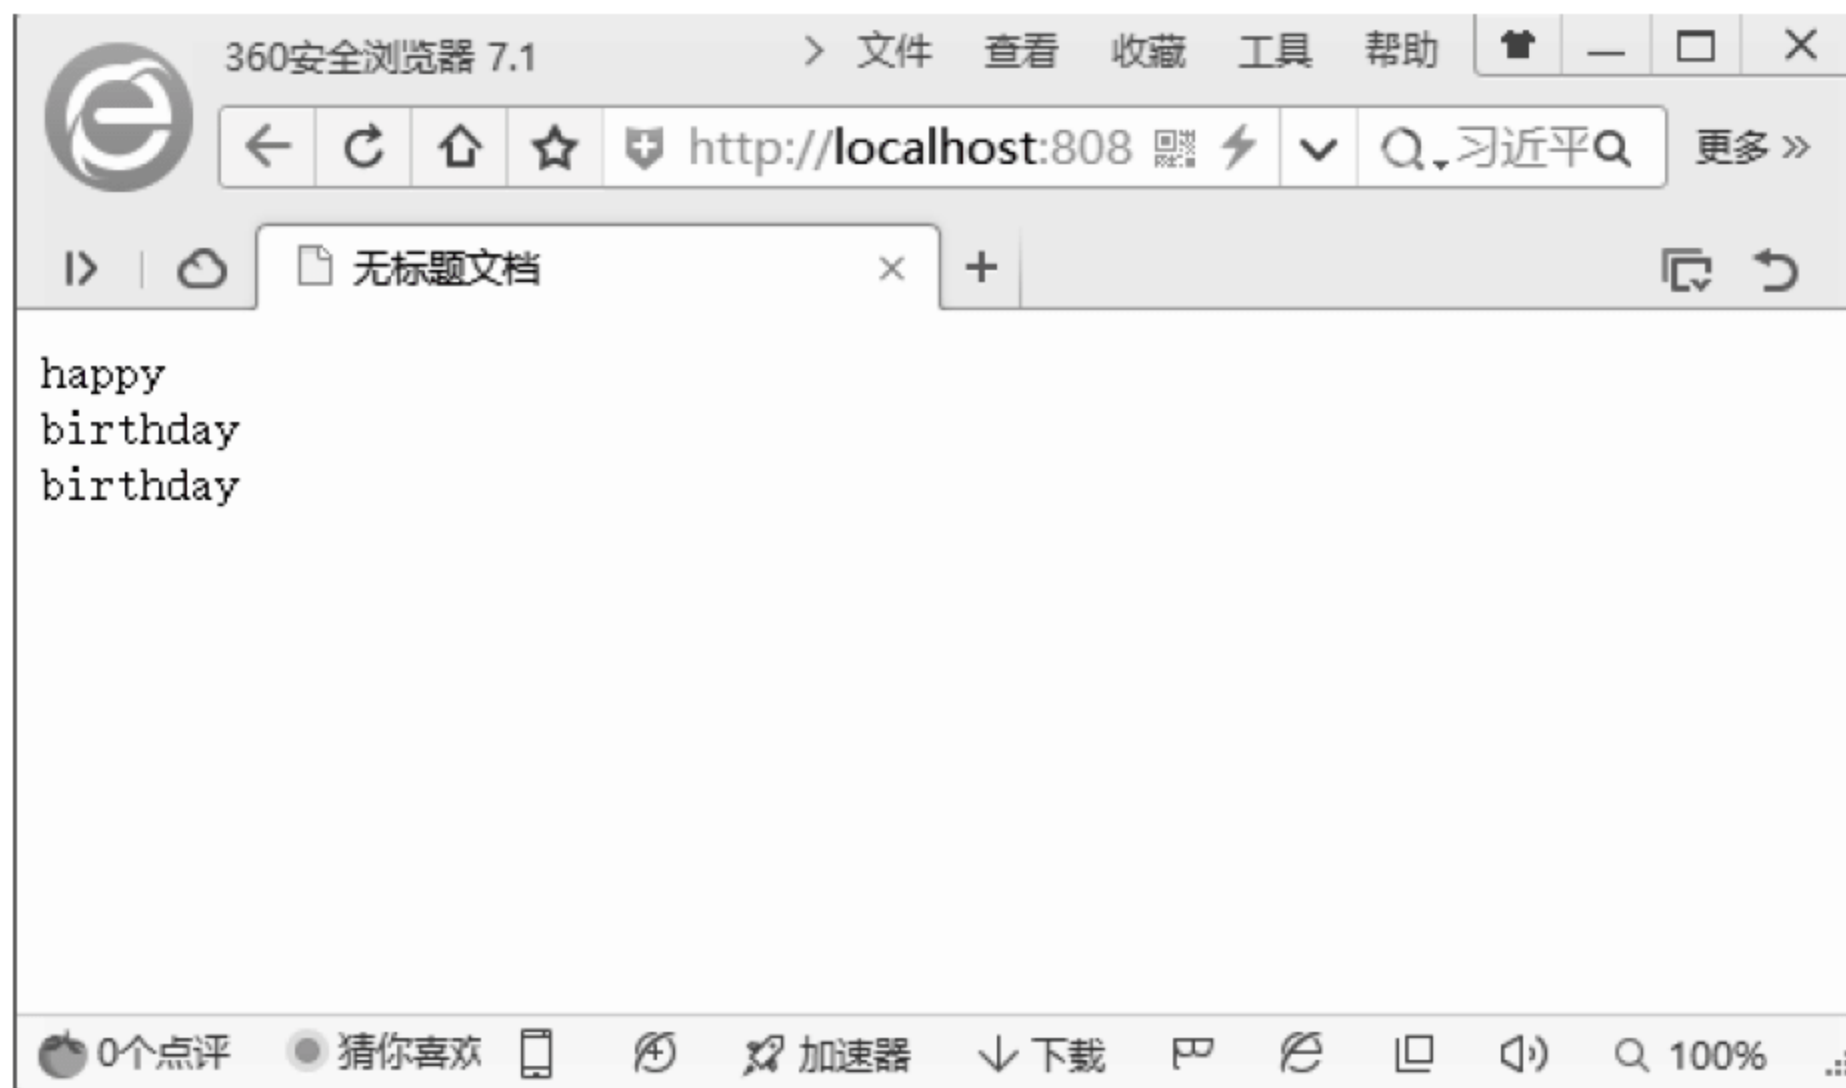 360安全浏览器 7.1 > 文件 查看 收藏 工具 帮助
http://localhost:808 习近平 更多 »
无标题文档
happy
birthday
birthday
0个点评 猜你喜欢 加速器 下载 100%